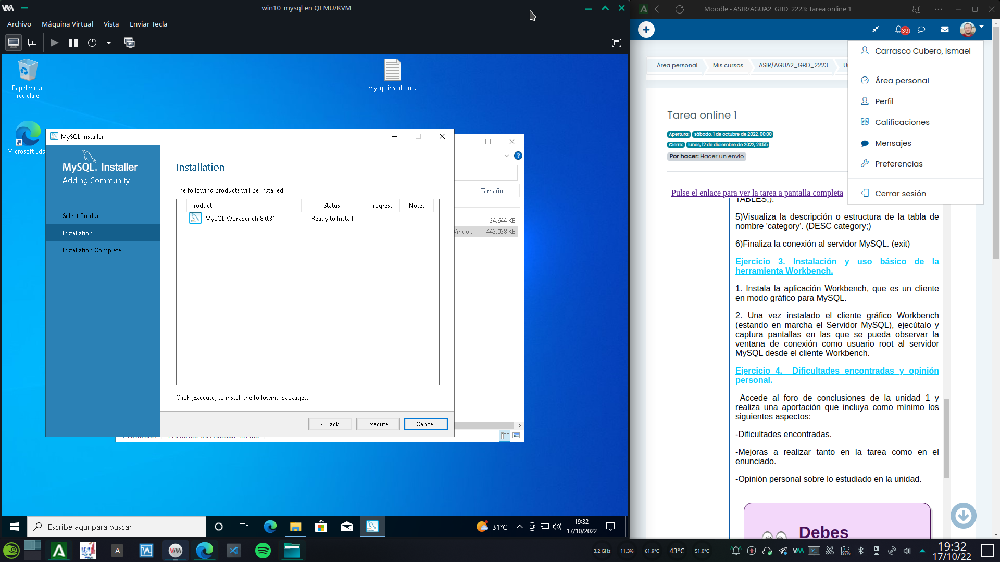 win10_mysql en QEMU/KVM
Archivo Máquina Virtual Vista Enviar Tecla
Papelera de
reciclaje
mysql_install_lo...
Microsoft Edg
MySQL Installer
MySQL. Installer
Adding Community
Select Products
Installation
Installation Complete
Installation
The following products will be installed.
Product Status Progress Notes
MySQL Workbench 8.0.31 Ready to Install
Click [Execute] to install the following packages.
< Back Execute Cancel
Tamaño
24.644 KB
442.028 KB
Escribe aquí para buscar
31°C
19:32
17/10/2022
Moodle - ASIR/AGUA2_GBD_2223: Tarea online 1
391
Área personal Mis cursos ASIR/AGUA2_GBD_2223
Carrasco Cubero, Ismael
Área personal
Perfil
Calificaciones
Mensajes
Preferencias
Cerrar sesión
Tarea online 1
Apertura: sábado, 1 de octubre de 2022, 00:00
Cierre: lunes, 12 de diciembre de 2022, 23:55
Por hacer: Hacer un envío
Pulse el enlace para ver la tarea a pantalla completa
TABLES;).
5)Visualiza la descripción o estructura de la tabla de
nombre 'category'. (DESC category;)
6)Finaliza la conexión al servidor MySQL. (exit)
Ejercicio 3. Instalación y uso básico de la
herramienta Workbench.
1. Instala la aplicación Workbench, que es un cliente
en modo gráfico para MySQL.
2. Una vez instalado el cliente gráfico Workbench
(estando en marcha el Servidor MySQL), ejecútalo y
captura pantallas en las que se pueda observar la
ventana de conexión como usuario root al servidor
MySQL desde el cliente Workbench.
Ejercicio 4. Dificultades encontradas y opinión
personal.
Accede al foro de conclusiones de la unidad 1 y
realiza una aportación que incluya como mínimo los
siguientes aspectos:
-Dificultades encontradas.
-Mejoras a realizar tanto en la tarea como en el
enunciado.
-Opinión personal sobre lo estudiado en la unidad.
Debes
3,2 GHz 11,3% 61,9°C 43°C 51,0°C
97%
19:32
17/10/22